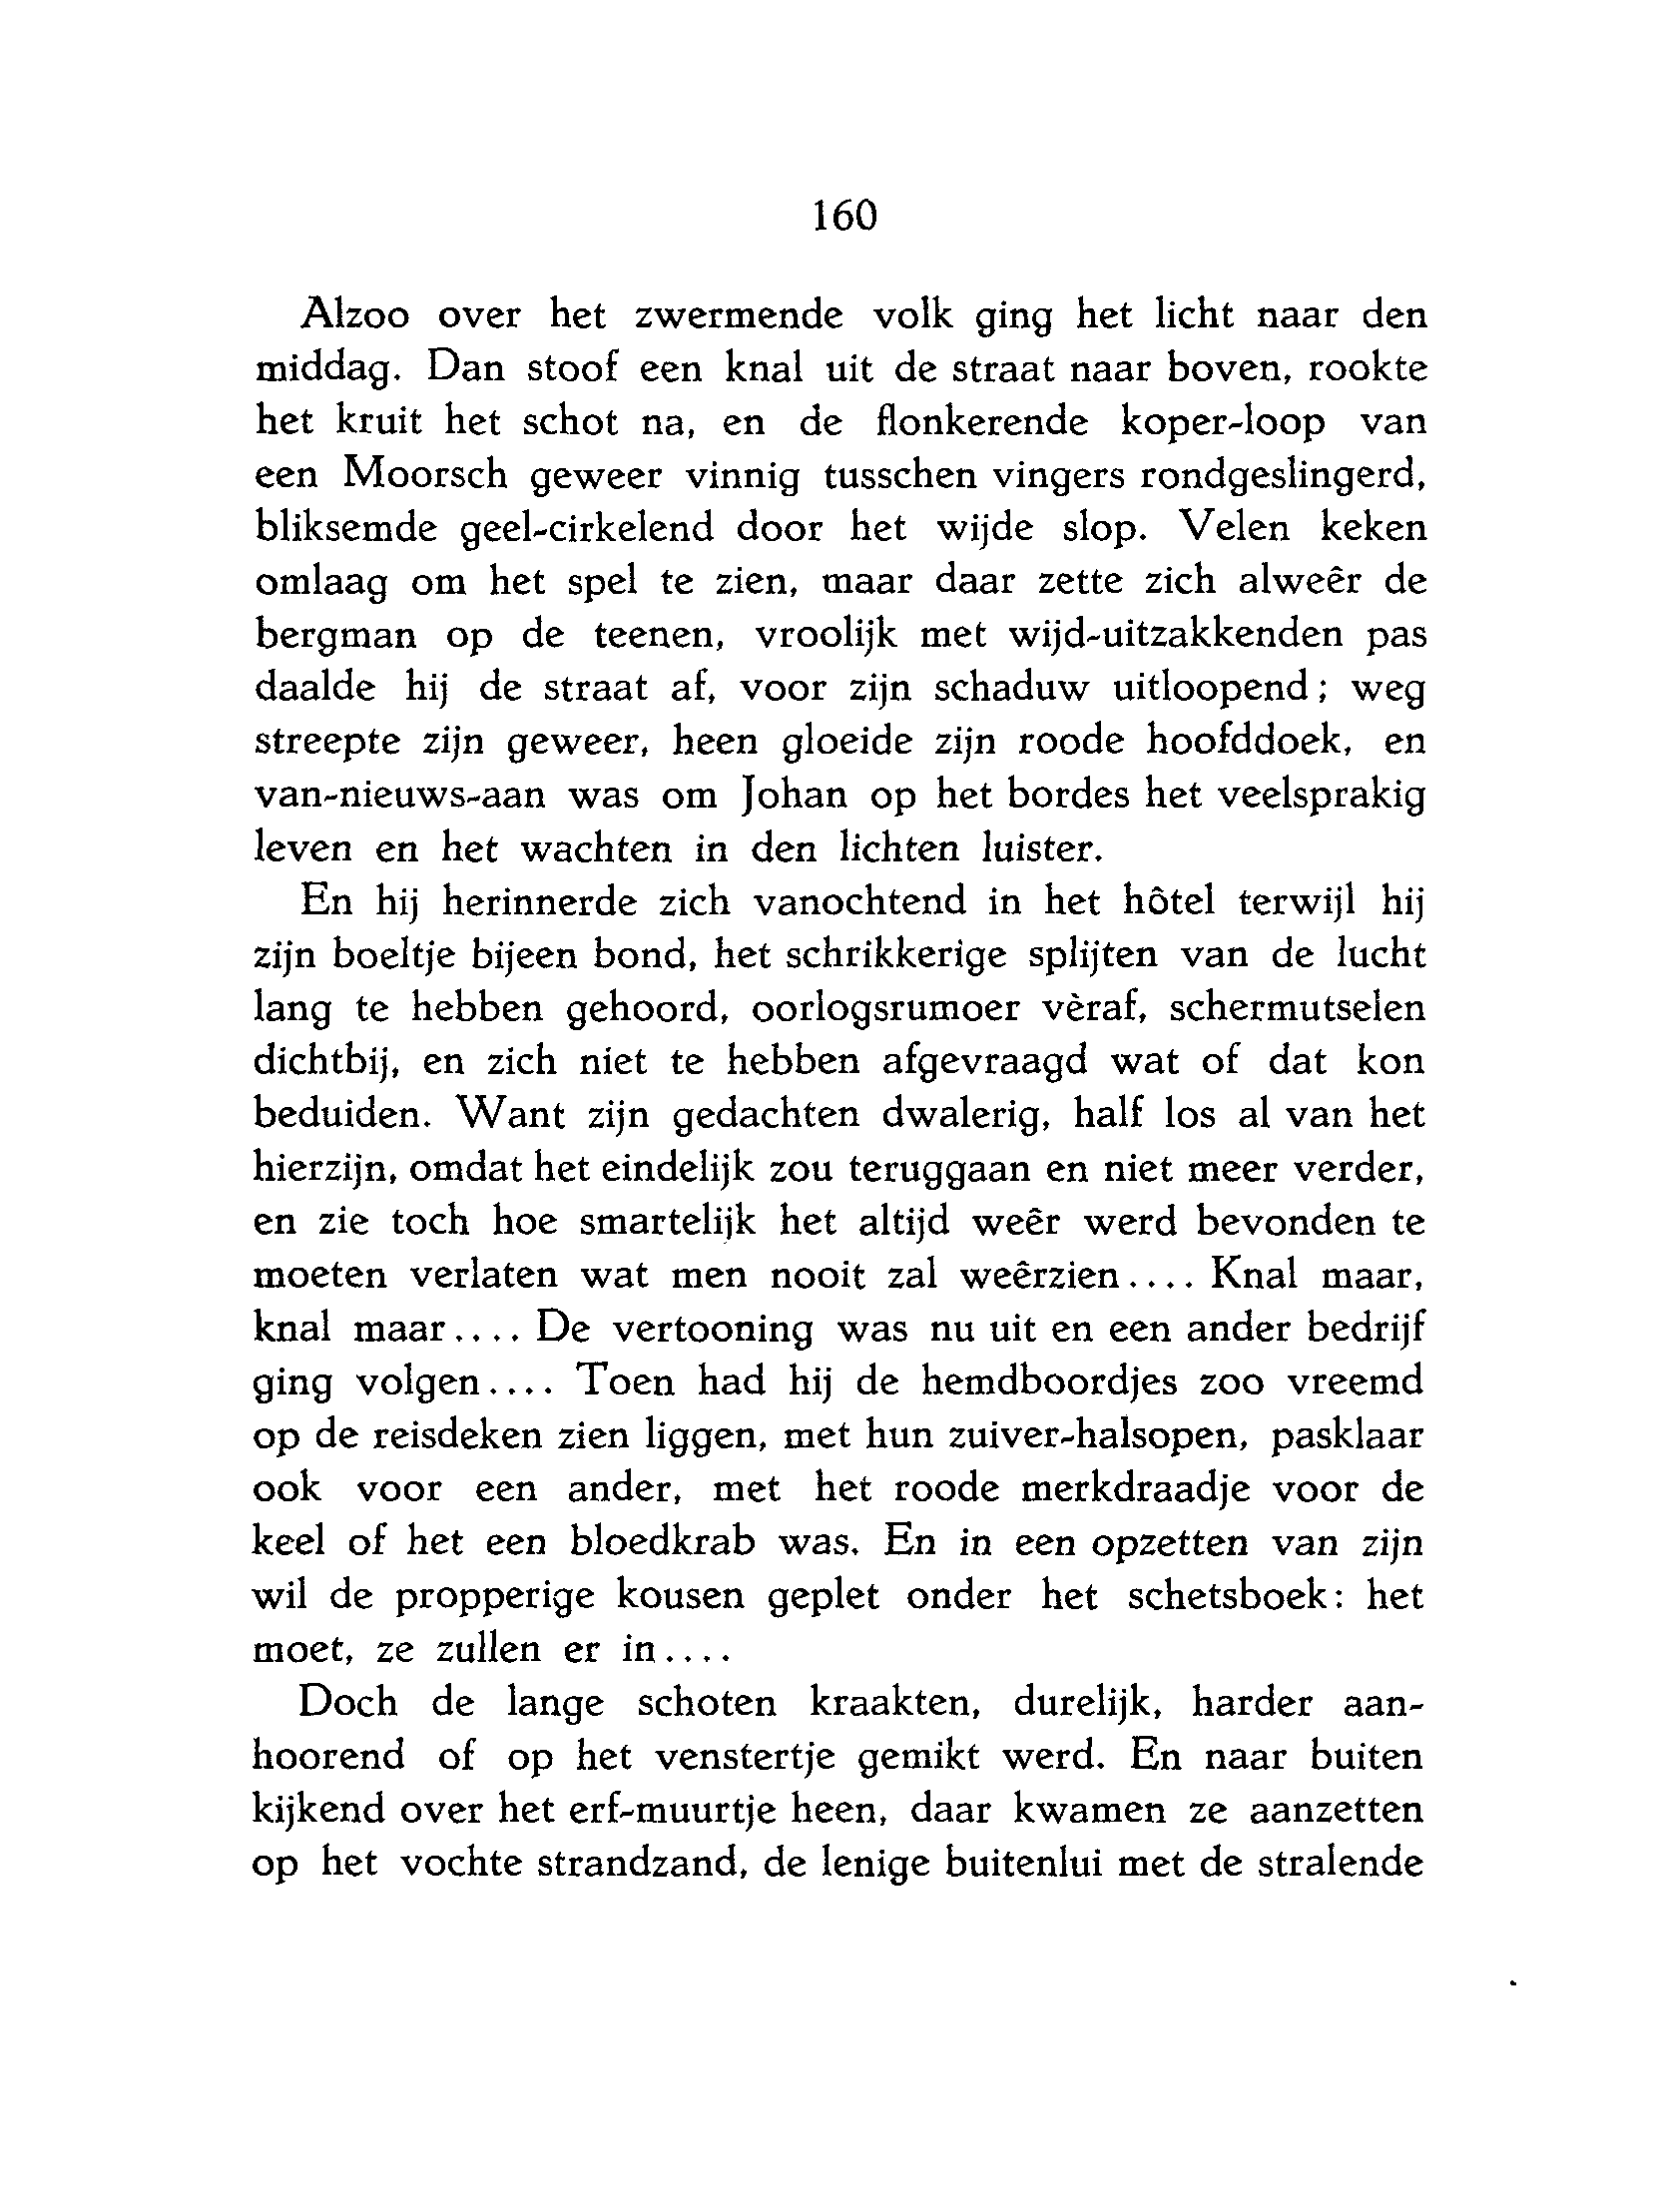 160
Alzoo over het zwermende volk ging het licht naar den
middag. Dan stoof een knal uit de straat naar boven, rookte
het kruit het schot na, en de flonkerende koper-loop van
een Moorsch geweer vinnig tusschen vingers rondgeslingerd,
bliksemde geel-cirkelend door het wijde slop. Velen keken
omlaag om het spel te zien, maar daar zette zich alweêr de
bergman op de teenen, vroolijk met wijd-uitzakkenden pas
daalde hij de straat af, voor zijn schaduw uitloopend; weg
streepte zijn geweer, heen gloeide zijn roode hoofddoek, en
van-nieuws-aan was om Johan op het bordes het veelsprakig
leven en het wachten in den lichten luister.
En hij herinnerde zich vanochtend in het hôtel terwijl hij
zijn boeltje bijeen bond, het schrikkerige splijten van de lucht
lang te hebben gehoord, oorlogsrumoer vèraf, schermutselen
dichtbij, en zich niet te hebben afgevraagd wat of dat kon
beduiden. Want zijn gedachten dwalerig, half los al van het
hierzijn, omdat het eindelijk zou teruggaan en niet meer verder,
en zie toch hoe smartelijk het altijd weêr werd bevonden te
moeten verlaten wat men nooit zal weêrzien.... Knal maar,
knal maar.... De vertooning was nu uit en een ander bedrijf
ging volgen.... Toen had hij de hemdboordjes zoo vreemd
op de reisdeken zien liggen, met hun zuiver-halsopen, pasklaar
ook voor een ander, met het roode merkdraadje voor de
keel of het een bloedkrab was. En in een opzetten van zijn
wil de propperige kousen geplet onder het schetsboek: het
moet, ze zullen er in....
Doch de lange schoten kraakten, durelijk, harder aan-
hoorend of op het venstertje gemikt werd. En naar buiten
kijkend over het erf-muurtje heen, daar kwamen ze aanzetten
op het vochte strandzand, de lenige buitenlui met de stralende